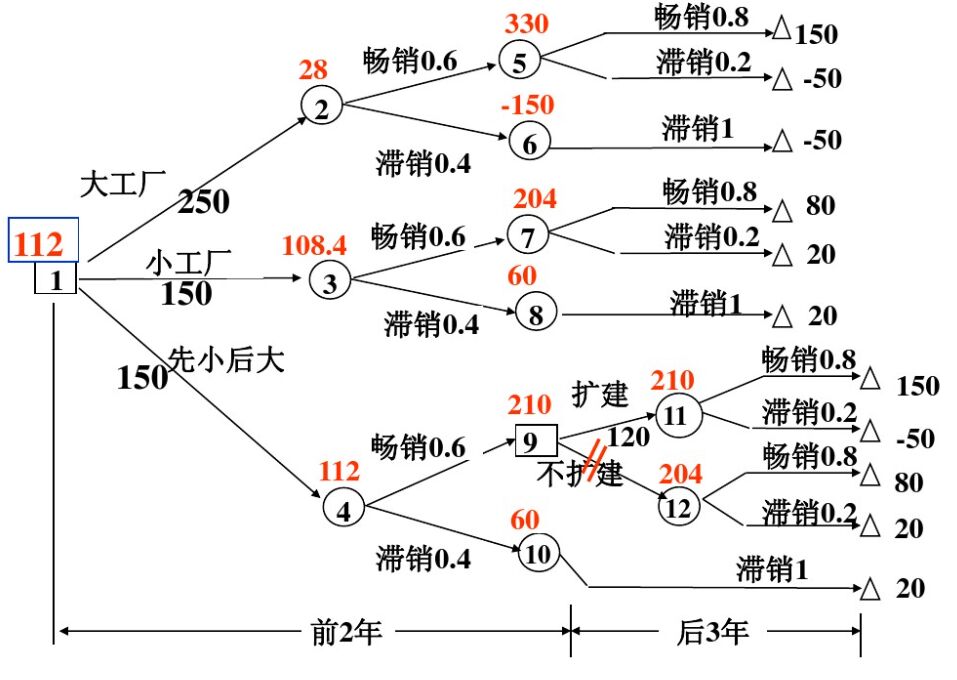 330
畅销0.8
△ 150
28
畅销0.6
5
滞销0.2
△ -50
2
-150
滞销0.4
6
滞销1
△ -50
大工厂
250
204
畅销0.8
△ 80
畅销0.6
7
滞销0.2
△ 20
112
1
小工厂
150
108.4
3
60
滞销0.4
8
滞销1
△ 20
先小后大
150
畅销0.8
△ 150
210
扩建
210
11
滞销0.2
△ -50
畅销0.6
9
120
不扩建
204
12
畅销0.8
△ 80
滞销0.2
△ 20
112
4
60
滞销0.4
10
滞销1
△ 20
前2年
后3年